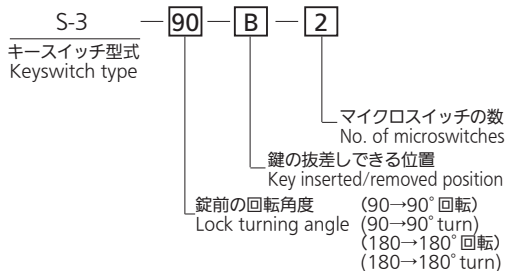 S-3 — 90 — B — 2
キースイッチ型式
Keyswitch type
マイクロスイッチの数
No. of microswitches
鍵の抜差しできる位置
Key inserted/removed position
錠前の回転角度 (90→90°回転)
Lock turning angle (90→90°turn)
(180→180°回転)
(180→180°turn)